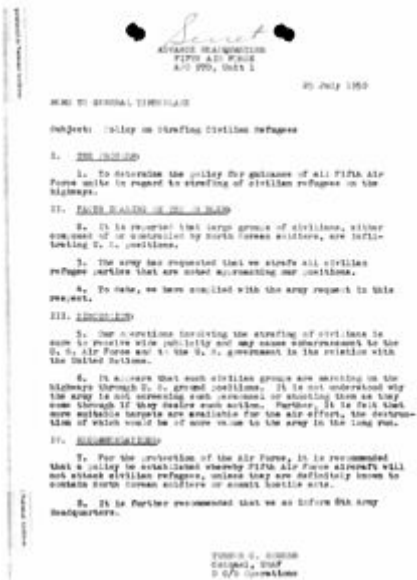 Secret
ADVANCE HEADQUARTERS
FIFTH AIR FORCE
A/C 970, Unit 1
25 July 1950
MEMO TO GENERAL TIMBERLAKE
Subject: Policy on Strafing Civilian Refugees
I. THE PROBLEM:
1. To determine the policy for guidance of all Fifth Air
Force units in regard to strafing of civilian refugees on the
highways.
II. FACTS BEARING ON THE PROBLEM:
2. It is reported that large groups of civilians, either
composed of or controlled by North Korean soldiers, are infil-
trating U. S. positions.
3. The army has requested that we strafe all civilian
refugee parties that are noted approaching our positions.
4. To date, we have complied with the army request in this
respect.
III. DISCUSSION:
5. Our operations involving the strafing of civilians is
sure to receive wide publicity and may cause embarrassment to the
U. S. Air Force and to the U. S. government in its relation with
the United Nations.
6. It appears that such civilian groups are marching on the
highways through U. S. ground positions. It is not understood why
the army is not screening such personnel or shooting them as they
come through if they desire such action. Further, it is felt that
more suitable targets are available for the air effort, the destruc-
tion of which would be of more value to the army in the long run.
IV. RECOMMENDATIONS:
7. For the protection of the Air Force, it is recommended
that a policy be established whereby Fifth Air Force aircraft will
not attack civilian refugees, unless they are definitely known to
contain North Korean soldiers or commit hostile acts.
8. It is further recommended that we so inform 8th Army
Headquarters.
TURNER C. ROGERS
Colonel, USAF
D C/S Operations